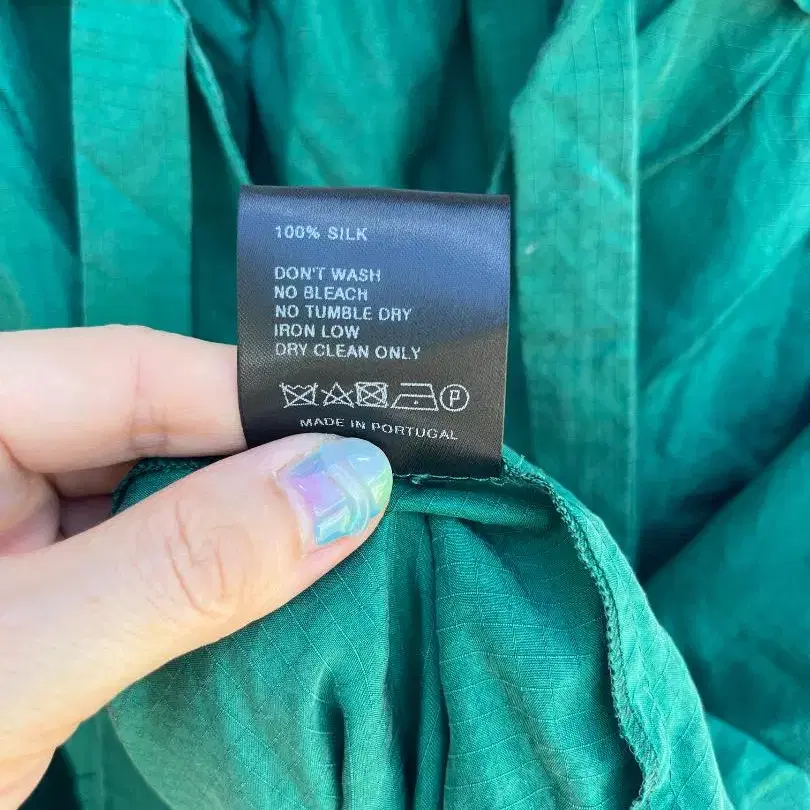 100% SILK
DON'T WASH
NO BLEACH
NO TUMBLE DRY
IRON LOW
DRY CLEAN ONLY
P
MADE IN PORTUGAL